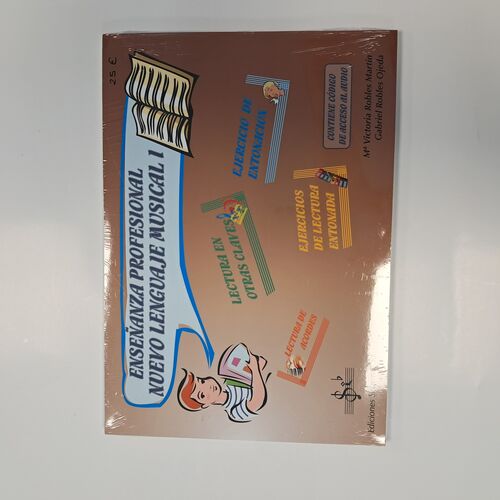 25 €
ENSEÑANZA PROFESIONAL
NUEVO LENGUAJE MUSICAL I
EJERCICIO DE
ENTONACIÓN
LECTURA EN
OTRAS CLAVES
EJERCICIOS
DE LECTURA
ENTONADA
LECTURA DE
ACORDES
CONTIENE CÓDIGO
DE ACCESO AL AUDIO
Mª Victoria Robles Martín
Gabriel Robles Ojeda
Ediciones S